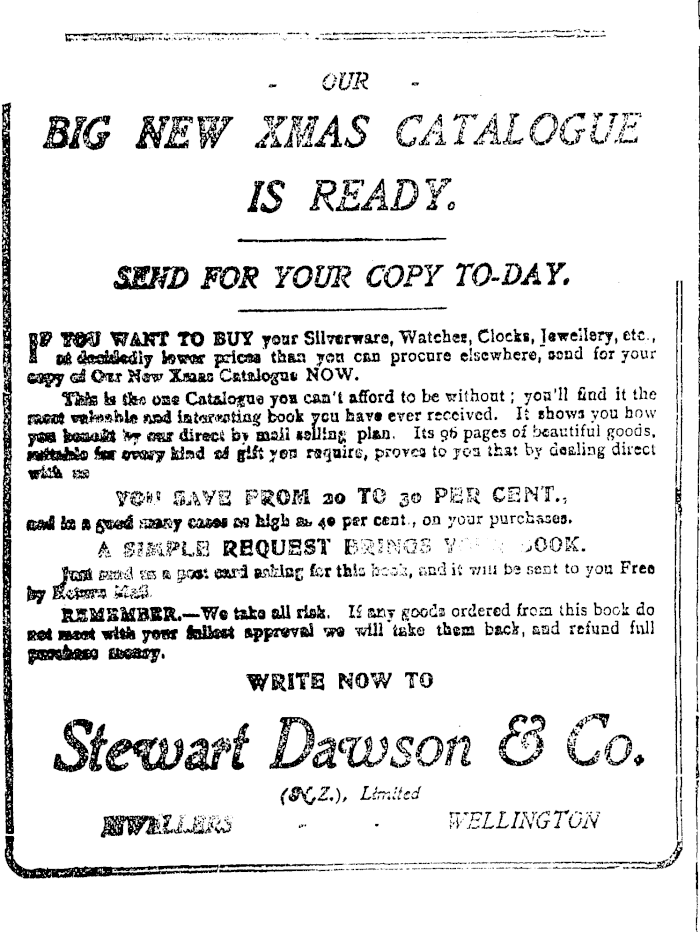 - OUR -
BIG NEW XMAS CATALOGUE
IS READY.
SEND FOR YOUR COPY TO-DAY.
IF YOU WANT TO BUY your Silverware, Watches, Clocks, Jewellery, etc.,
at decidedly lower prices than you can procure elsewhere, send for your
copy of Our New Xmas Catalogue NOW.
This is the one Catalogue you can't afford to be without; you'll find it the
most valuable and interesting book you have ever received. It shows you how
you benefit by our direct by mail selling plan. Its 96 pages of beautiful goods,
suitable for every kind of gift you require, proves to you that by dealing direct
with us
YOU SAVE FROM 20 TO 30 PER CENT.,
and in a good many cases as high as 40 per cent., on your purchases.
A SIMPLE REQUEST BRINGS YOUR BOOK.
Just send us a post card asking for this book, and it will be sent to you Free
by Return Mail.
REMEMBER.—We take all risk. If any goods ordered from this book do
not meet with your fullest approval we will take them back, and refund full
purchase money.
WRITE NOW TO
Stewart Dawson & Co.
(N.Z.), Limited
JEWELLERS - - WELLINGTON